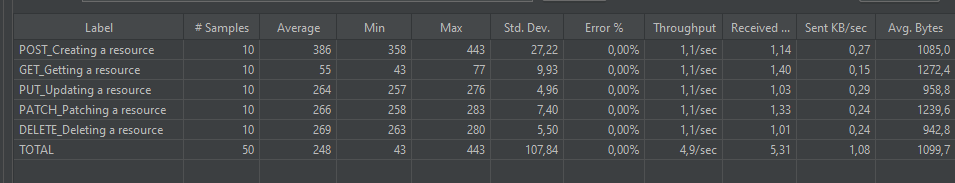 Label # Samples Average Min Max Std. Dev. Error % Throughput Received ... Sent KB/sec Avg. Bytes
POST_Creating a resource 10 386 358 443 27,22 0,00% 1,1/sec 1,14 0,27 1085,0
GET_Getting a resource 10 55 43 77 9,93 0,00% 1,1/sec 1,40 0,15 1272,4
PUT_Updating a resource 10 264 257 276 4,96 0,00% 1,1/sec 1,03 0,29 958,8
PATCH_Patching a resource 10 266 258 283 7,40 0,00% 1,1/sec 1,33 0,24 1239,6
DELETE_Deleting a resource 10 269 263 280 5,50 0,00% 1,1/sec 1,01 0,24 942,8
TOTAL 50 248 43 443 107,84 0,00% 4,9/sec 5,31 1,08 1099,7